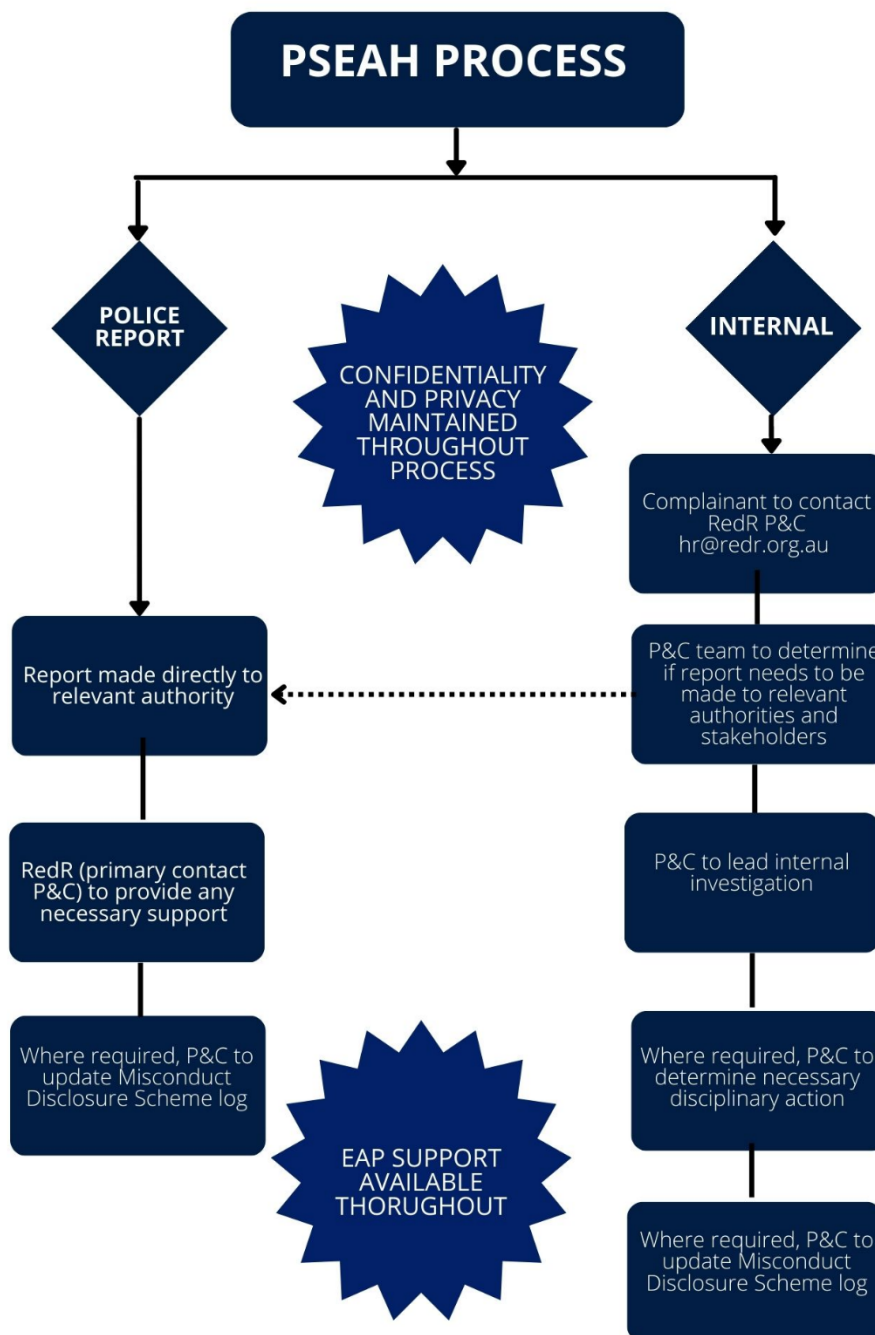 PSEAH PROCESS
POLICE
REPORT
INTERNAL
CONFIDENTIALITY
AND PRIVACY
MAINTAINED
THROUGHOUT
PROCESS
Complainant to contact
RedR P&C
hr@redr.org.au
Report made directly to
relevant authority
P&C team to determine
if report needs to be
made to relevant
authorities and
stakeholders
RedR (primary contact
P&C) to provide any
necessary support
P&C to lead internal
investigation
Where required, P&C to
update Misconduct
Disclosure Scheme log
Where required, P&C to
determine necessary
disciplinary action
EAP SUPPORT
AVAILABLE
THORUGHOUT
Where required, P&C to
update Misconduct
Disclosure Scheme log